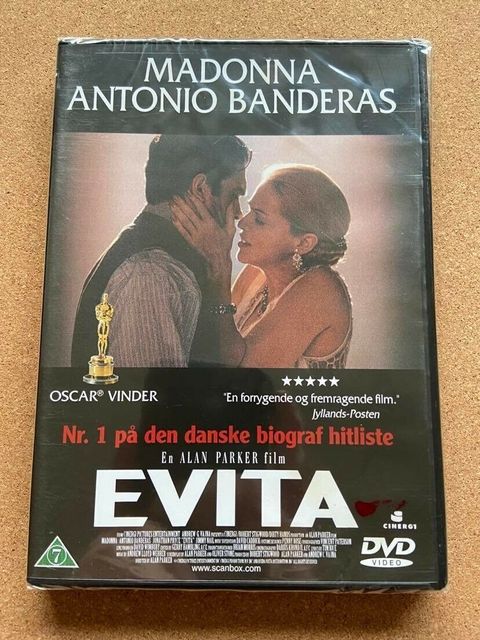 MADONNA
ANTONIO BANDERAS
OSCAR® VINDER
★★★★★
"En forrygende og fremragende film."
Jyllands-Posten
Nr. 1 på den danske biograf hitliste
En ALAN PARKER film
EVITA
CINERGI
7
DVD
VIDEO
www.scanbox.com